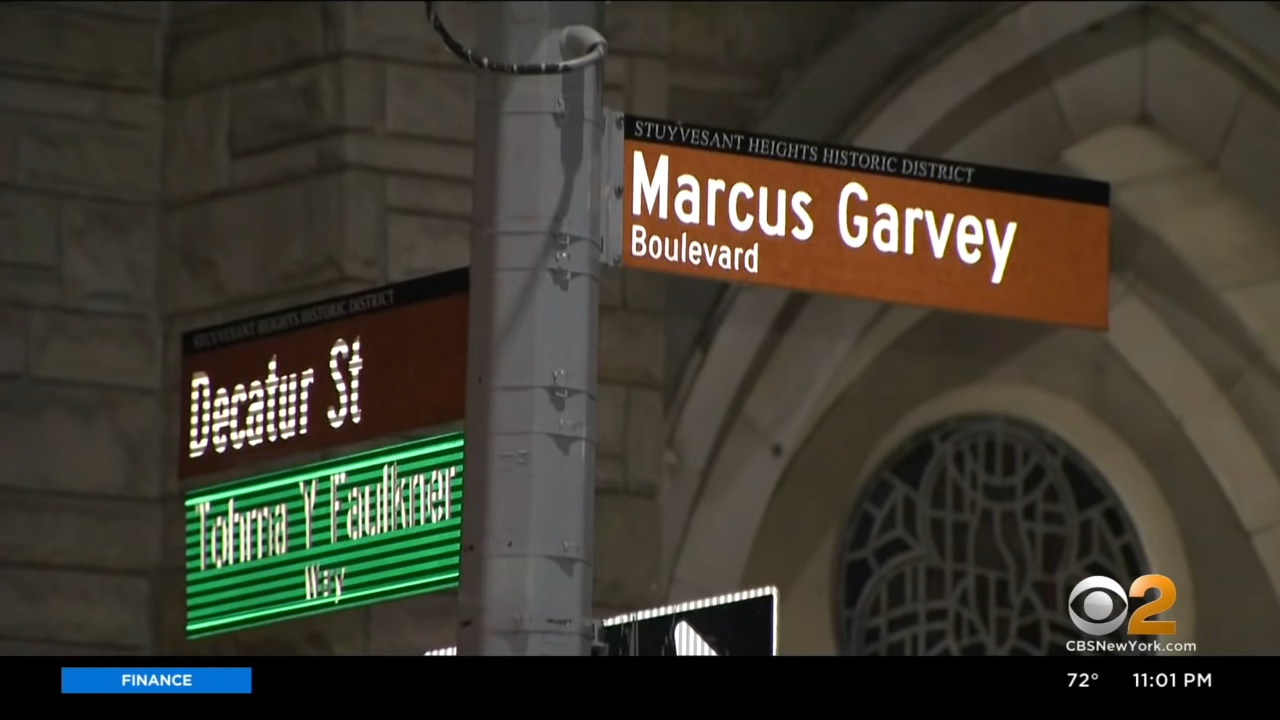 STUYVESANT HEIGHTS HISTORIC DISTRICT
Marcus Garvey
Boulevard
STUYVESANT HEIGHTS HISTORIC DISTRICT
Decatur St
Tohma Y Faulkner
Way
2
CBSNewYork.com
FINANCE
72° 11:01 PM